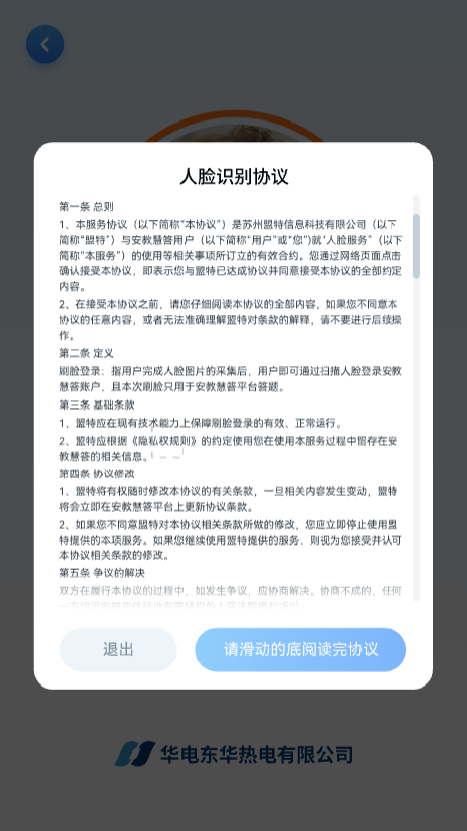 人脸识别协议
第一条 总则
1、本服务协议（以下简称“本协议”）是苏州盟特信息科技有限公司（以下
简称“盟特”）与安教慧答用户（以下简称“用户”或“您”)就‘人脸服务”（以下
简称“本服务”）的使用等相关事项所订立的有效合约。您通过网络页面点击
确认接受本协议，即表示您与盟特已达成协议并同意接受本协议的全部约定
内容。
2、在接受本协议之前，请您仔细阅读本协议的全部内容，如果您不同意本
协议的任意内容，或者无法准确理解盟特对条款的解释，请不要进行后续操
作。
第二条 定义
刷脸登录：指用户完成人脸图片的采集后，用户即可通过扫描人脸登录安教
慧答账户，且本次刷脸只用于安教慧答平台答题。
第三条 基础条款
1、盟特应在现有技术能力上保障刷脸登录的有效、正常运行。
2、盟特应根据《隐私权规则》的约定使用您在使用本服务过程中留存在安
教慧答的相关信息。
第四条 协议修改
1、盟特将有权随时修改本协议的有关条款，一旦相关内容发生变动，盟特
将会立即在安教慧答平台上更新协议条款。
2、如果您不同意盟特对本协议相关条款所做的修改，您应立即停止使用盟
特提供的本项服务。如果您继续使用盟特提供的服务，则视为您接受并认可
本协议相关条款的修改。
第五条 争议的解决
双方在履行本协议的过程中，如发生争议，应协商解决。协商不成的，任何
退出
请滑动的底阅读完协议
华电东华热电有限公司